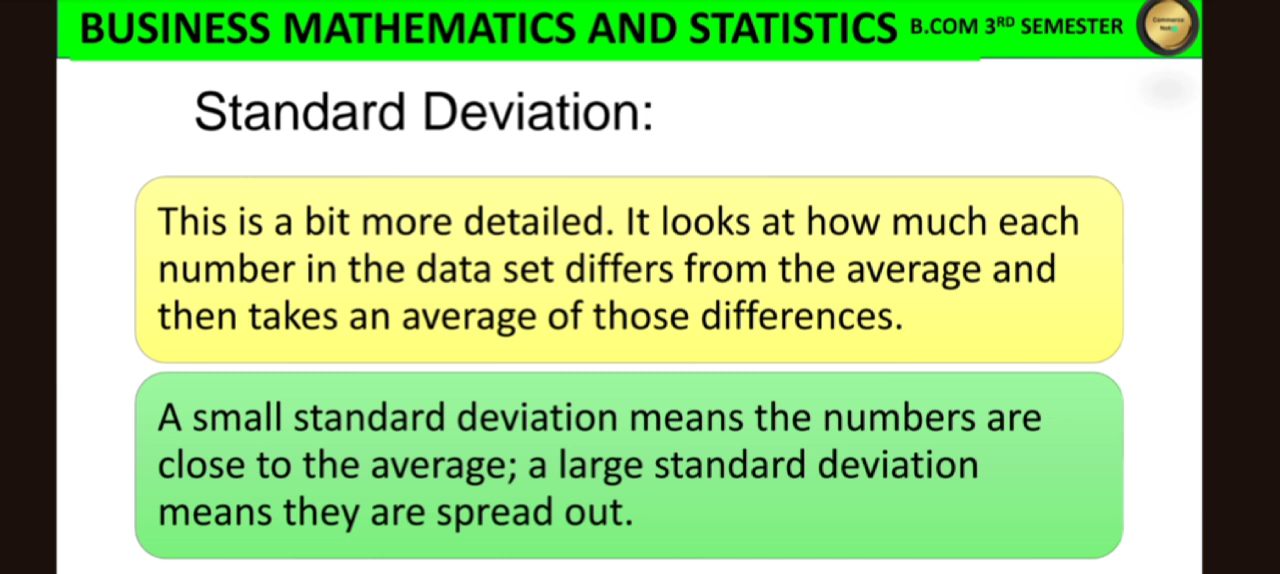 BUSINESS MATHEMATICS AND STATISTICS B.COM 3RD SEMESTER
Commerce
Standard Deviation:
This is a bit more detailed. It looks at how much each
number in the data set differs from the average and
then takes an average of those differences.
A small standard deviation means the numbers are
close to the average; a large standard deviation
means they are spread out.